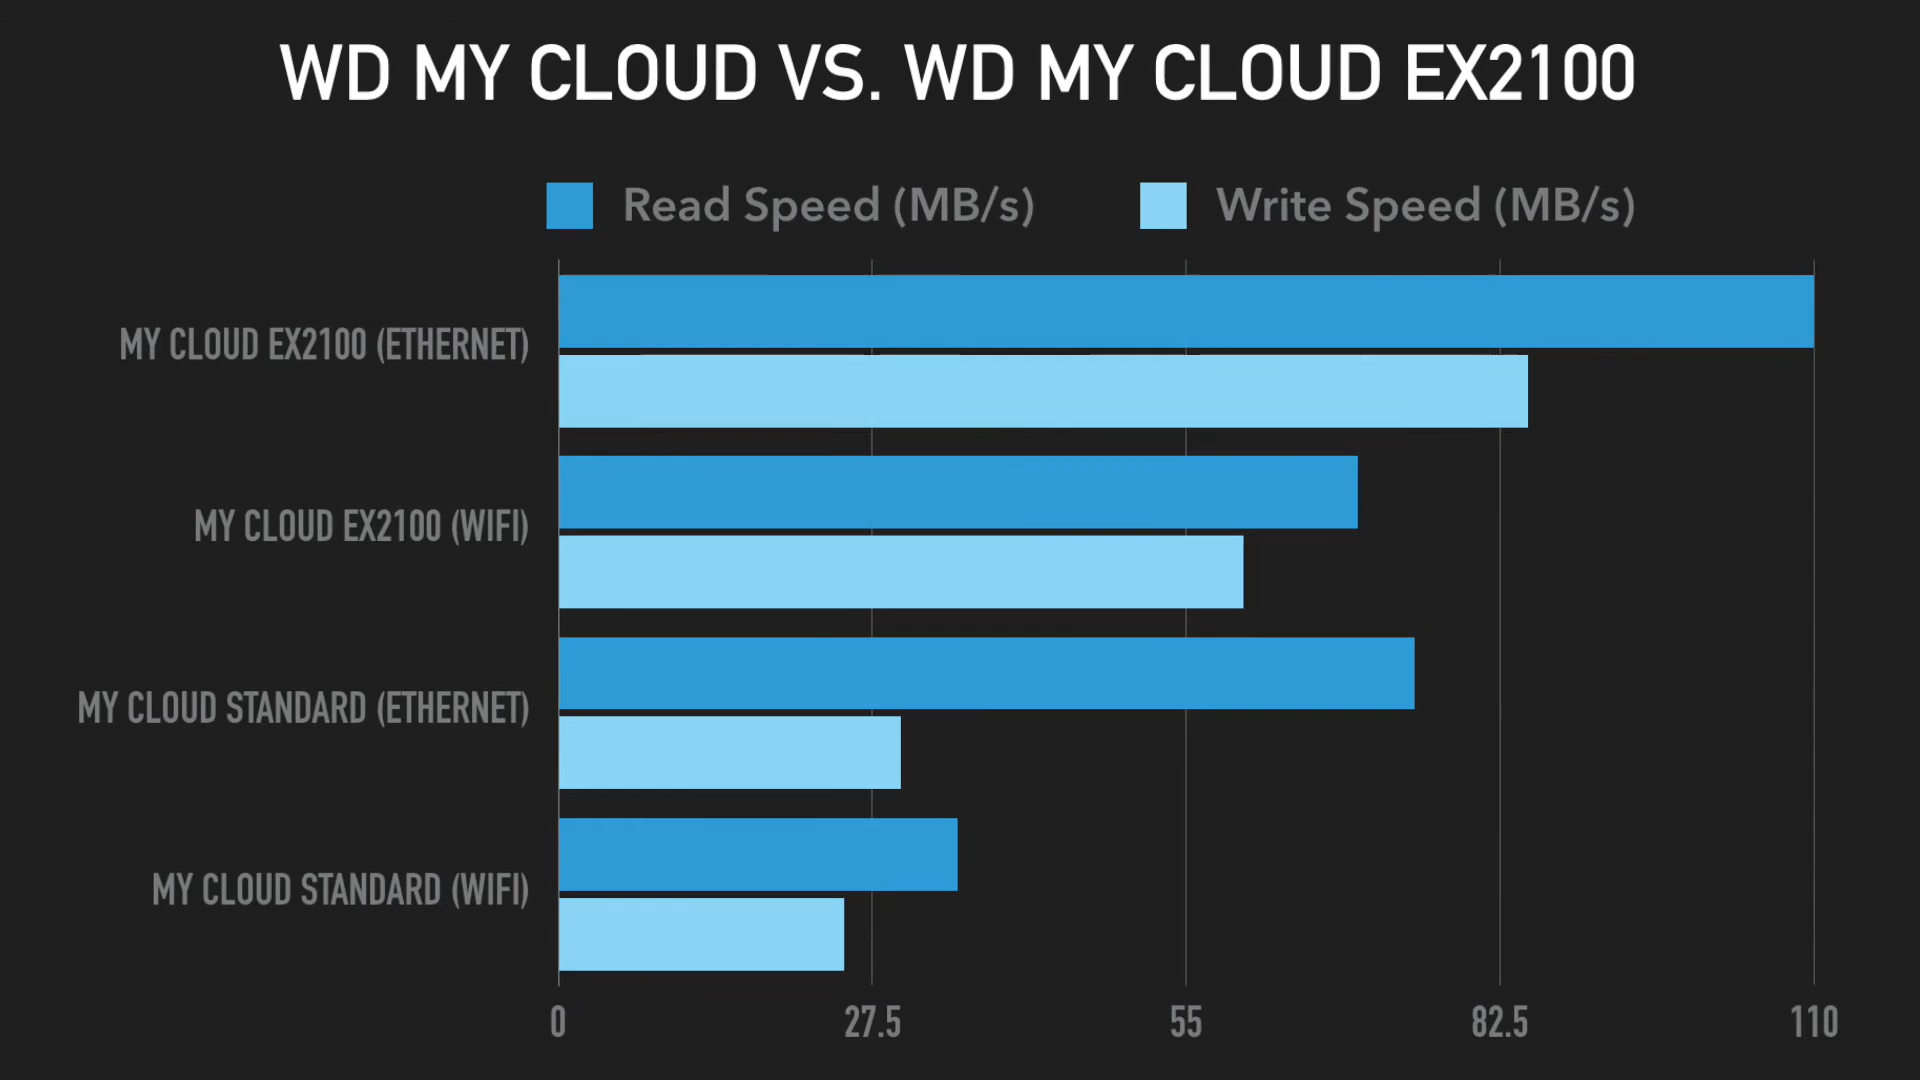 WD MY CLOUD VS. WD MY CLOUD EX2100
Read Speed (MB/s) Write Speed (MB/s)
MY CLOUD EX2100 (ETHERNET)
MY CLOUD EX2100 (WIFI)
MY CLOUD STANDARD (ETHERNET)
MY CLOUD STANDARD (WIFI)
0 27.5 55 82.5 110